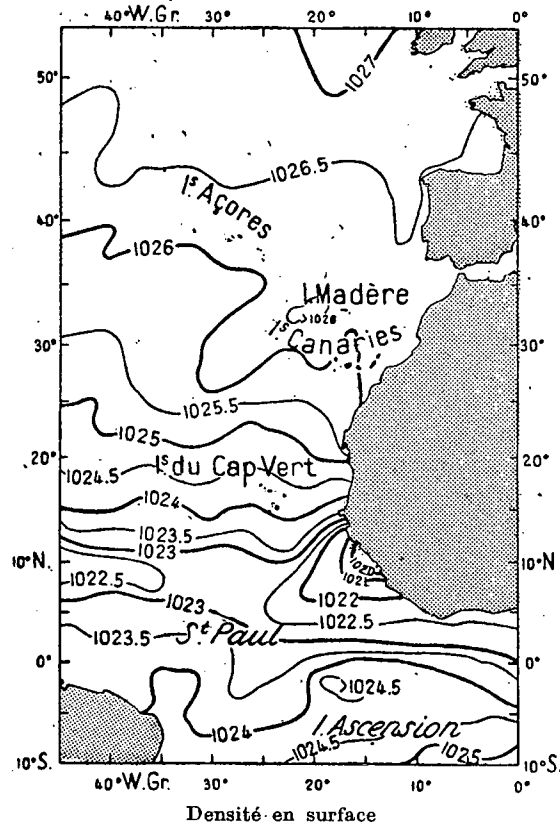 40°W.Gr. 30° 20° 10° 0°
1027
50° 50°
1026.5
Iˢ Açores
40° 40°
1026
I.Madère
1026
Iˢ Canaries
30° 30°
1025.5
1025
20° 20°
1024.5 Iˢ du Cap Vert
1024
1023.5
1023
10°N 10°N.
1020
1021
1022.5
1022
1023 1022.5
1023.5 Sᵗ Paul
0° 0°
1024.5
1024 I.Ascension
1024.5
1025
10°S. 10°S.
40°W.Gr. 30° 20° 10° 0°
Densité en surface